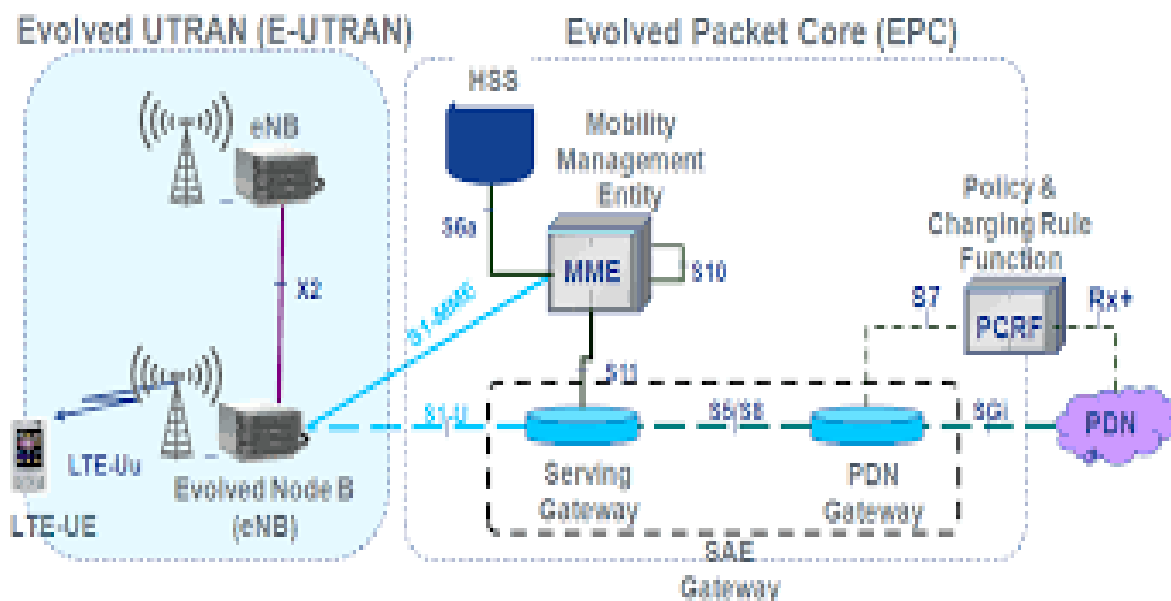 Evolved UTRAN (E-UTRAN)
Evolved Packet Core (EPC)
HSS
eNB
Mobility
Management
Entity
Policy &
Charging Rule
Function
S6a
MME
S10
X2
S1-MME
S7
PCRF
Rx+
S11
S1-U
S5/S8
SGi
PDN
LTE-Uu
LTE-UE
Evolved Node B
(eNB)
Serving
Gateway
PDN
Gateway
SAE
Gateway